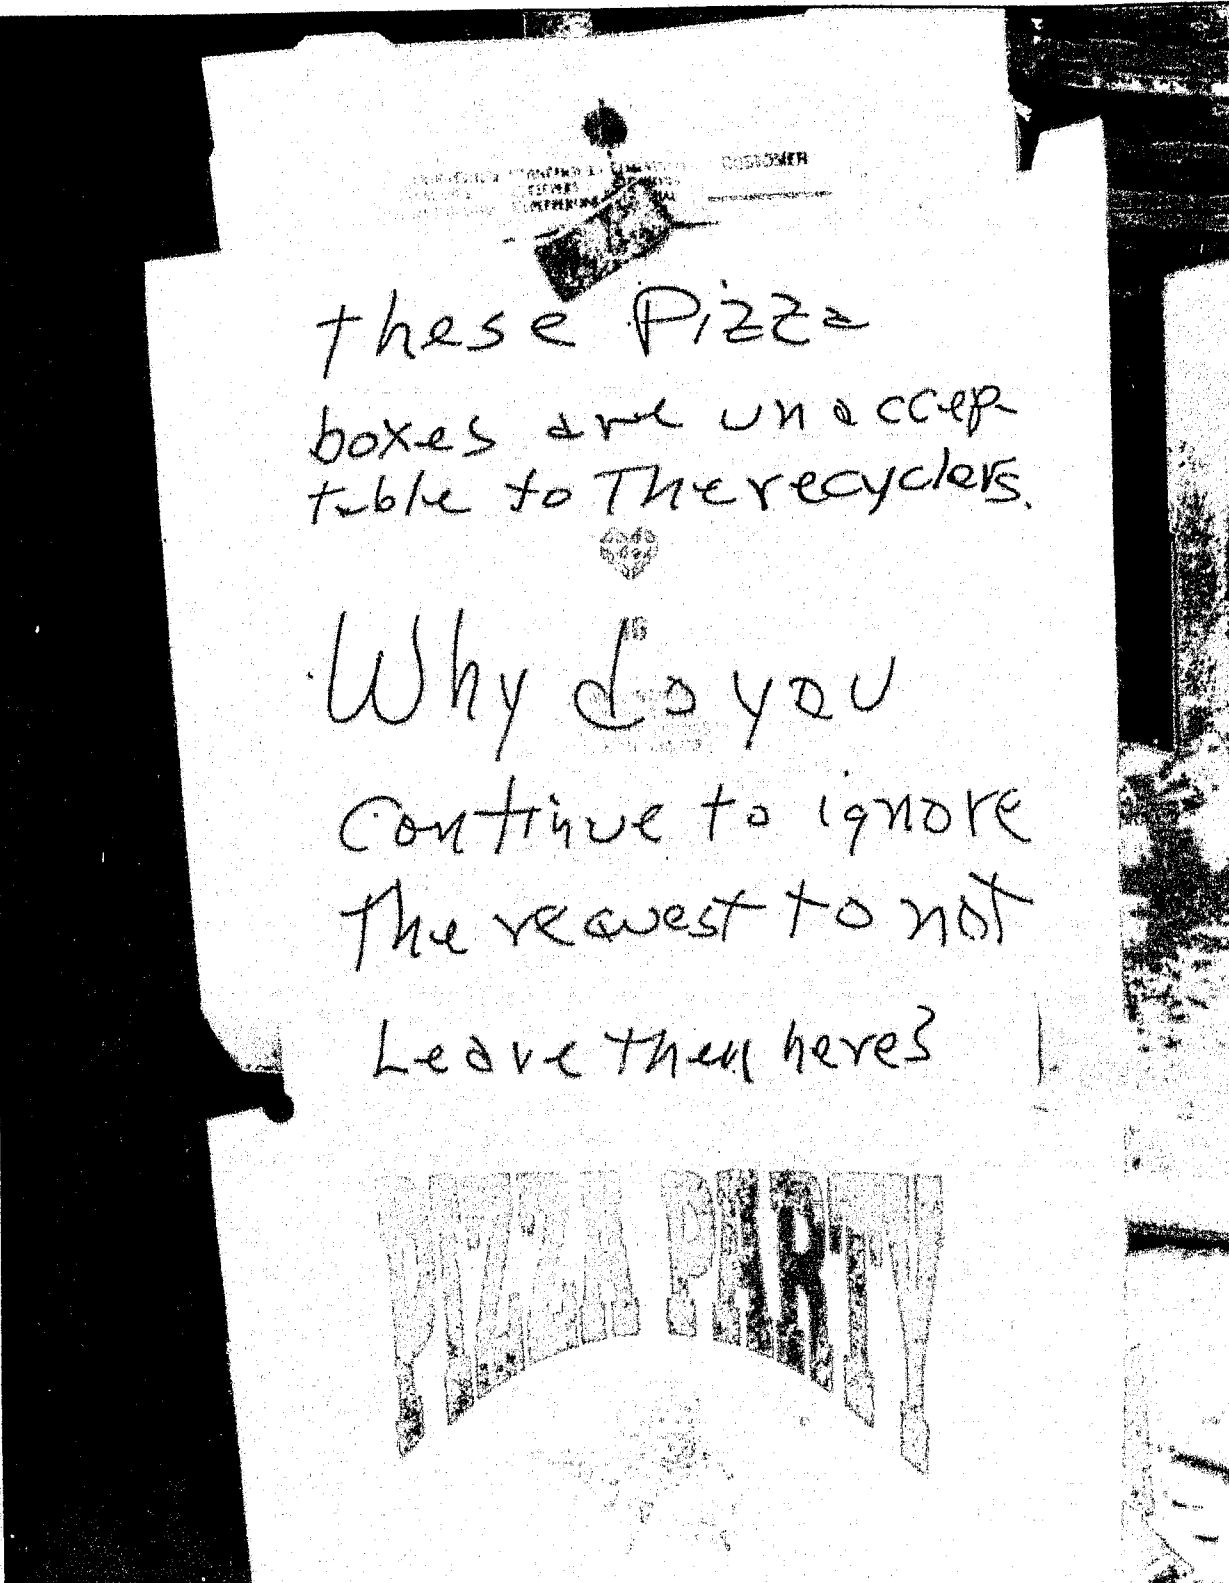 CUSTOMER
these Pizza
boxes are unaccep-
table to The recyclers.
Why do you
continue to ignore
The request to not
Leave them here?
PIZZA PARTY